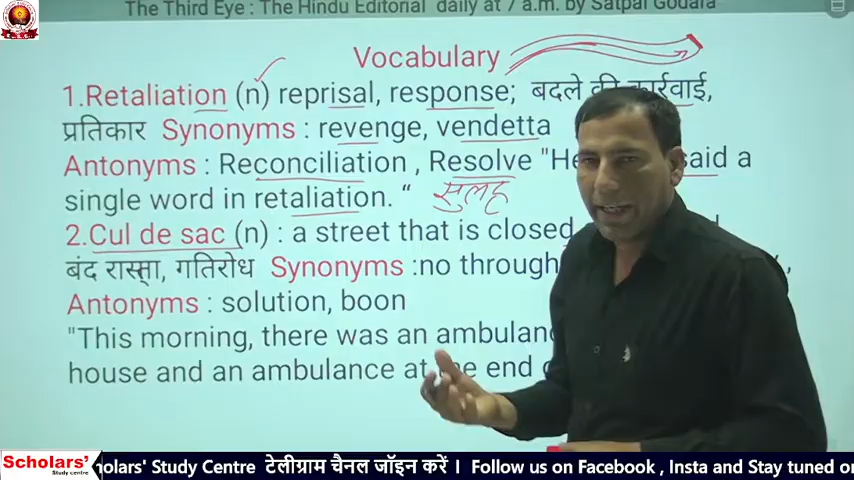 The Third Eye : The Hindu Editorial daily at 7 a.m. by Satpal Godara
Vocabulary
1.Retaliation (n) reprisal, response; बदले की कार्रवाई,
प्रतिकार Synonyms : revenge, vendetta
Antonyms : Reconciliation , Resolve "He said a
single word in retaliation. “ सुलह
2.Cul de sac (n) : a street that is closed
बंद रास्ता, गतिरोध Synonyms :no through
Antonyms : solution, boon
"This morning, there was an
house and an ambulance at the end
Scholars'
Study centre
Scholars' Study Centre टेलीग्राम चैनल जॉइन करें । Follow us on Facebook , Insta and Stay tuned